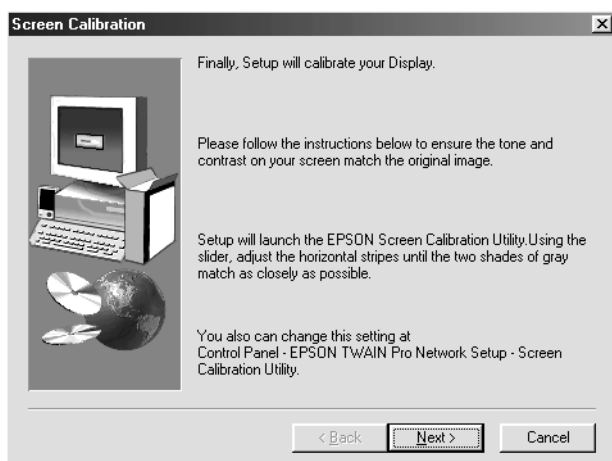 Screen Calibration
Finally, Setup will calibrate your Display.
Please follow the instructions below to ensure the tone and
contrast on your screen match the original image.
Setup will launch the EPSON Screen Calibration Utility.Using the
slider, adjust the horizontal stripes until the two shades of gray
match as closely as possible.
You also can change this setting at
Control Panel - EPSON TWAIN Pro Network Setup - Screen
Calibration Utility.
< Back
Next >
Cancel